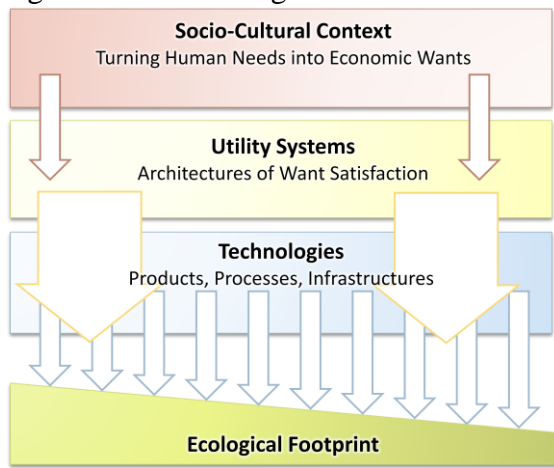 Socio-Cultural Context
Turning Human Needs into Economic Wants
Utility Systems
Architectures of Want Satisfaction
Technologies
Products, Processes, Infrastructures
Ecological Footprint